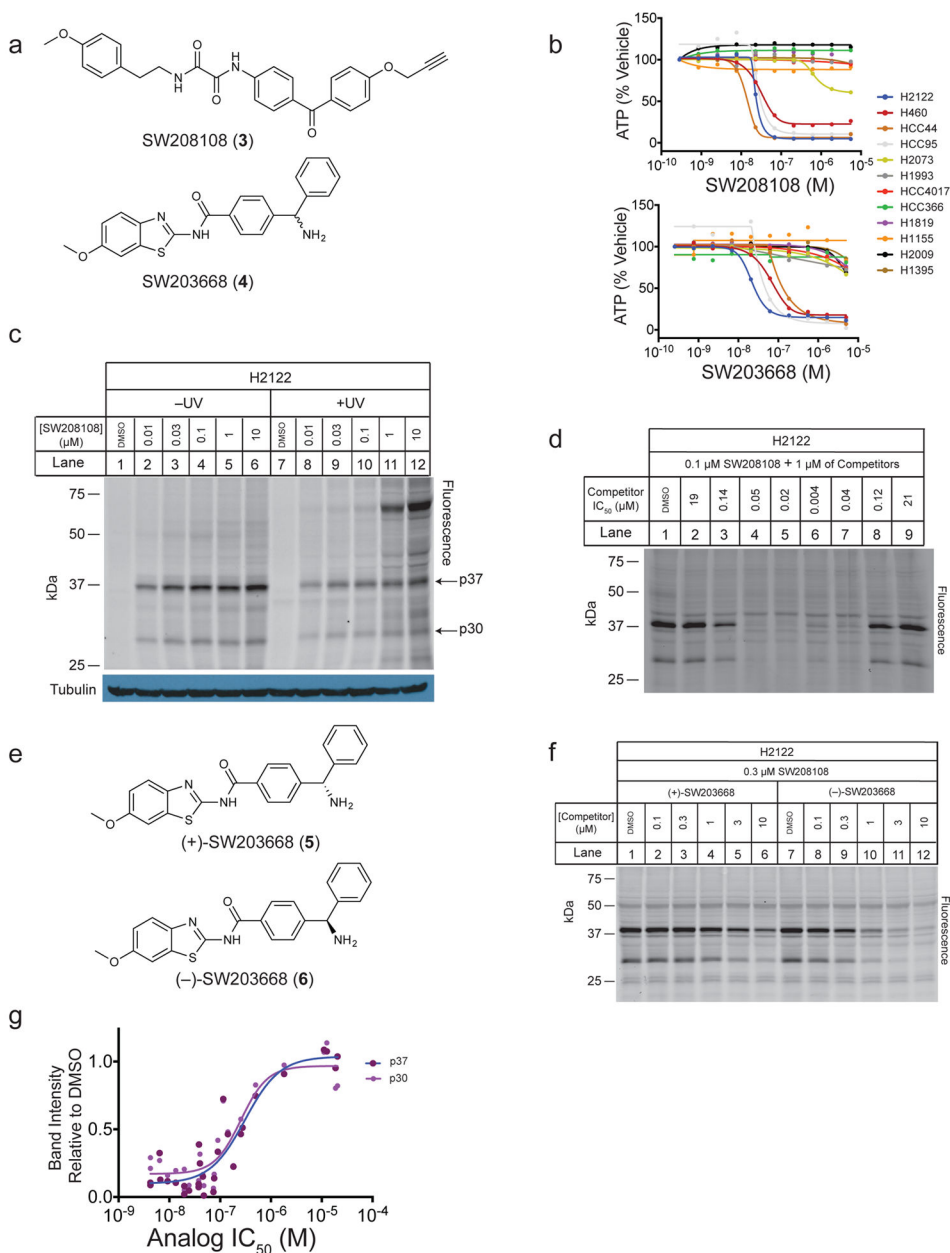 a
O
O
H
N
O
N
H
O
O
O
SW208108 (3)
O
N
NH
NH2
O
S
SW203668 (4)
b
ATP (% Vehicle)
150
100
50
0
10-10 10-9 10-8 10-7 10-6 10-5
SW208108 (M)
H2122
H460
HCC44
HCC95
H2073
H1993
HCC4017
HCC366
H1819
H1155
H2009
H1395
ATP (% Vehicle)
150
100
50
0
10-10 10-9 10-8 10-7 10-6 10-5
SW203668 (M)
c
H2122
–UV +UV
[SW208108] (µM) DMSO 0.01 0.03 0.1 1 10 DMSO 0.01 0.03 0.1 1 10
Lane 1 2 3 4 5 6 7 8 9 10 11 12
kDa
75
50
37
25
Fluorescence
p37
p30
Tubulin
d
H2122
0.1 µM SW208108 + 1 µM of Competitors
Competitor IC50 (µM) DMSO 19 0.14 0.05 0.02 0.004 0.04 0.12 21
Lane 1 2 3 4 5 6 7 8 9
kDa
75
50
37
25
Fluorescence
e
O
N
NH
NH2
O
S
(+)-SW203668 (5)
O
N
NH
NH2
O
S
(–)-SW203668 (6)
f
H2122
0.3 µM SW208108
(+)-SW203668 (–)-SW203668
[Competitor] (µM) DMSO 0.1 0.3 1 3 10 DMSO 0.1 0.3 1 3 10
Lane 1 2 3 4 5 6 7 8 9 10 11 12
kDa
75
50
37
25
Fluorescence
g
Band Intensity
Relative to DMSO
1.0
0.5
0.0
10-9 10-8 10-7 10-6 10-5 10-4
Analog IC50 (M)
p37
p30